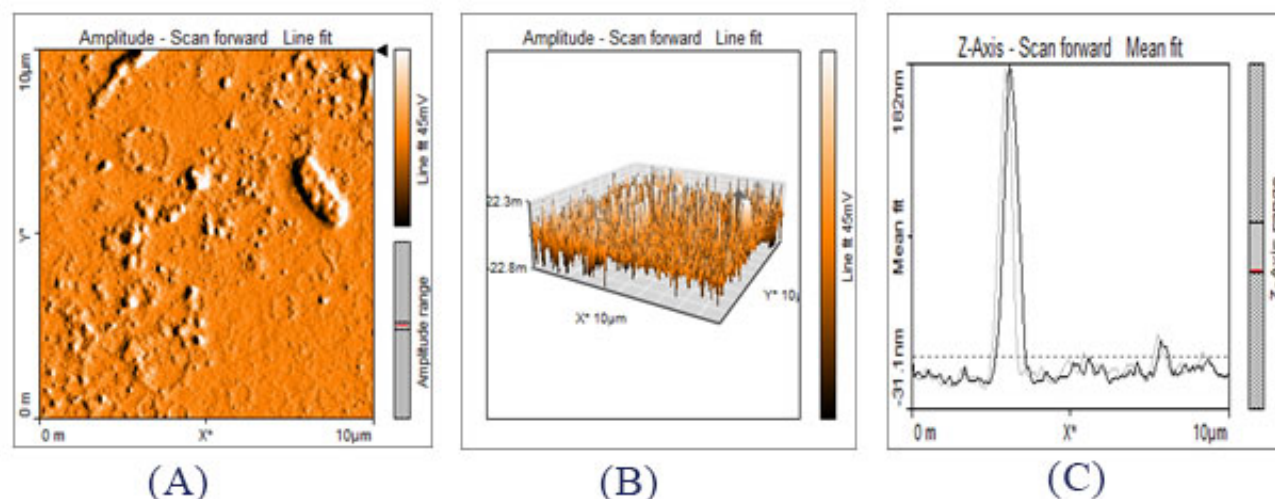 Amplitude - Scan forward Line fit
10µm
Y*
0 m
0 m
X*
10µm
Line fit 45mV
Amplitude range
(A)
Amplitude - Scan forward Line fit
22.3m
-22.8m
X* 10µm
Y* 10µ
Line fit 45mV
(B)
Z-Axis - Scan forward Mean fit
182nm
Mean fit
-31.1nm
0 m
X*
10µm
(C)